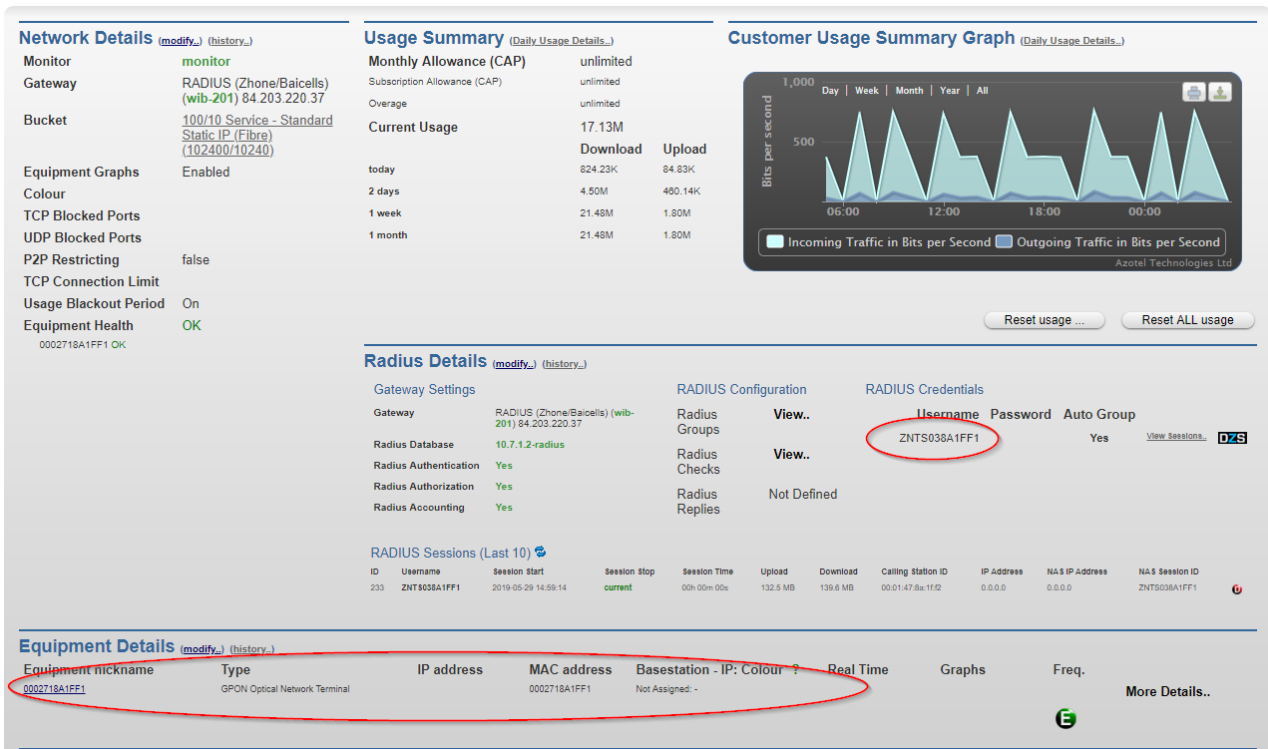 Network Details (modify..) (history..)
Monitor monitor
Gateway RADIUS (Zhone/Baicells)
(wib-201) 84.203.220.37
Bucket 100/10 Service - Standard
Static IP (Fibre)
(102400/10240)
Equipment Graphs Enabled
Colour
TCP Blocked Ports
UDP Blocked Ports
P2P Restricting false
TCP Connection Limit
Usage Blackout Period On
Equipment Health OK
0002718A1FF1 OK
Usage Summary (Daily Usage Details..)
Monthly Allowance (CAP) unlimited
Subscription Allowance (CAP) unlimited
Overage unlimited
Current Usage 17.13M
Download Upload
today 824.23K 84.83K
2 days 4.50M 460.14K
1 week 21.48M 1.80M
1 month 21.48M 1.80M
Customer Usage Summary Graph (Daily Usage Details..)
1,000
Day | Week | Month | Year | All
Bits per second
500
06:00 12:00 18:00 00:00
Incoming Traffic in Bits per Second Outgoing Traffic in Bits per Second
Azotel Technologies Ltd
Reset usage ... Reset ALL usage
Radius Details (modify..) (history..)
Gateway Settings
Gateway RADIUS (Zhone/Baicells) (wib-
201) 84.203.220.37
Radius Database 10.7.1.2-radius
Radius Authentication Yes
Radius Authorization Yes
Radius Accounting Yes
RADIUS Configuration
Radius
Groups View..
Radius
Checks View..
Radius
Replies Not Defined
RADIUS Credentials
Username Password Auto Group
ZNTS038A1FF1 Yes View Sessions.. DZS
RADIUS Sessions (Last 10)
ID Username Session Start Session Stop Session Time Upload Download Calling Station ID IP Address NAS IP Address NAS Session ID
233 ZNTS038A1FF1 2019-05-29 14:59:14 current 00h 00m 00s 132.5 MB 139.6 MB 00:01:47:8a:1f:f2 0.0.0.0 0.0.0.0 ZNTS038A1FF1
Equipment Details (modify..) (history..)
Equipment nickname Type IP address MAC address Basestation - IP: Colour ? Real Time Graphs Freq.
0002718A1FF1 GPON Optical Network Terminal 0002718A1FF1 Not Assigned: -
More Details..
E